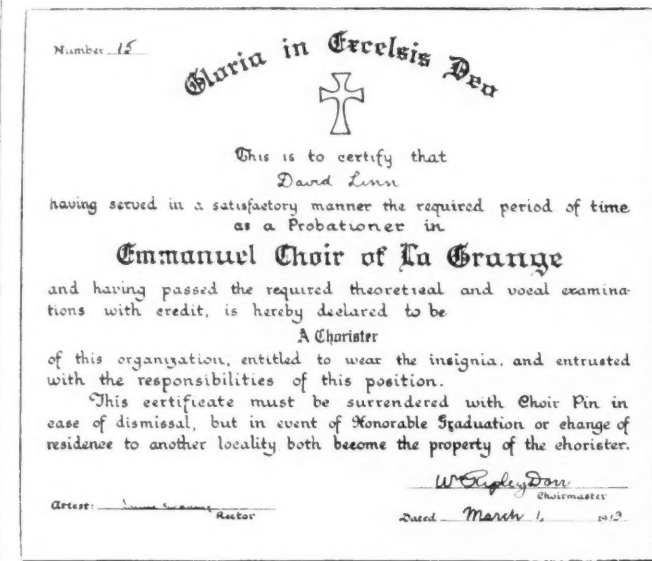 Number 15
Gloria in Excelsis Deo
This is to certify that
David Linn
having served in a satisfactory manner the required period of time
as a Probationer in
Emmanuel Choir of La Grange
and having passed the required theoretical and vocal examina-
tions with credit, is hereby declared to be
A Chorister
of this organization, entitled to wear the insignia, and entrusted
with the responsibilities of this position.
This certificate must be surrendered with Choir Pin in
case of dismissal, but in event of Honorable Graduation or change of
residence to another locality both become the property of the chorister.
W Ripley Dorr
Choirmaster
Attest:
Rector
Dated March 1, 1913